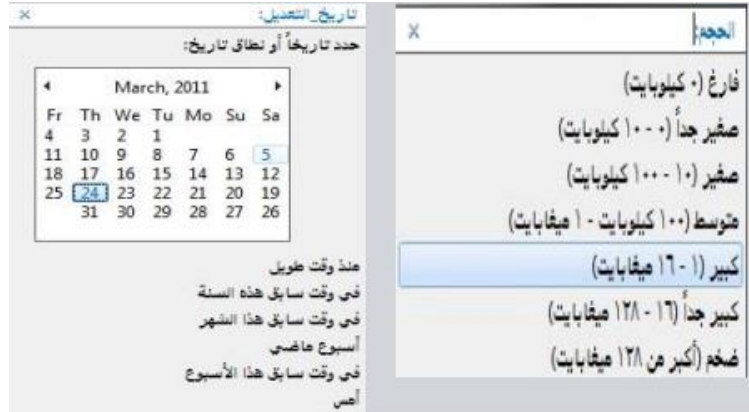 الحجم:
فارغ (٠ كيلوبايت)
صغير جداً (٠ - ١٠ كيلوبايت)
صغير (١٠ - ١٠٠ كيلوبايت)
متوسط (١٠٠ كيلوبايت - ١ ميغابايت)
كبير (١ - ١٦ ميغابايت)
كبير جداً (١٦ - ١٢٨ ميغابايت)
ضخم (أكبر من ١٢٨ ميغابايت)
تاريخ_التعديل:
حدد تاريخاً أو نطاق تاريخ:
March, 2011
Fr Th We Tu Mo Su Sa
4 3 2 1
11 10 9 8 7 6 5
18 17 16 15 14 13 12
25 24 23 22 21 20 19
31 30 29 28 27 26
منذ وقت طويل
في وقت سابق هذه السنة
في وقت سابق هذا الشهر
أسبوع ماضي
في وقت سابق هذا الأسبوع
أمس